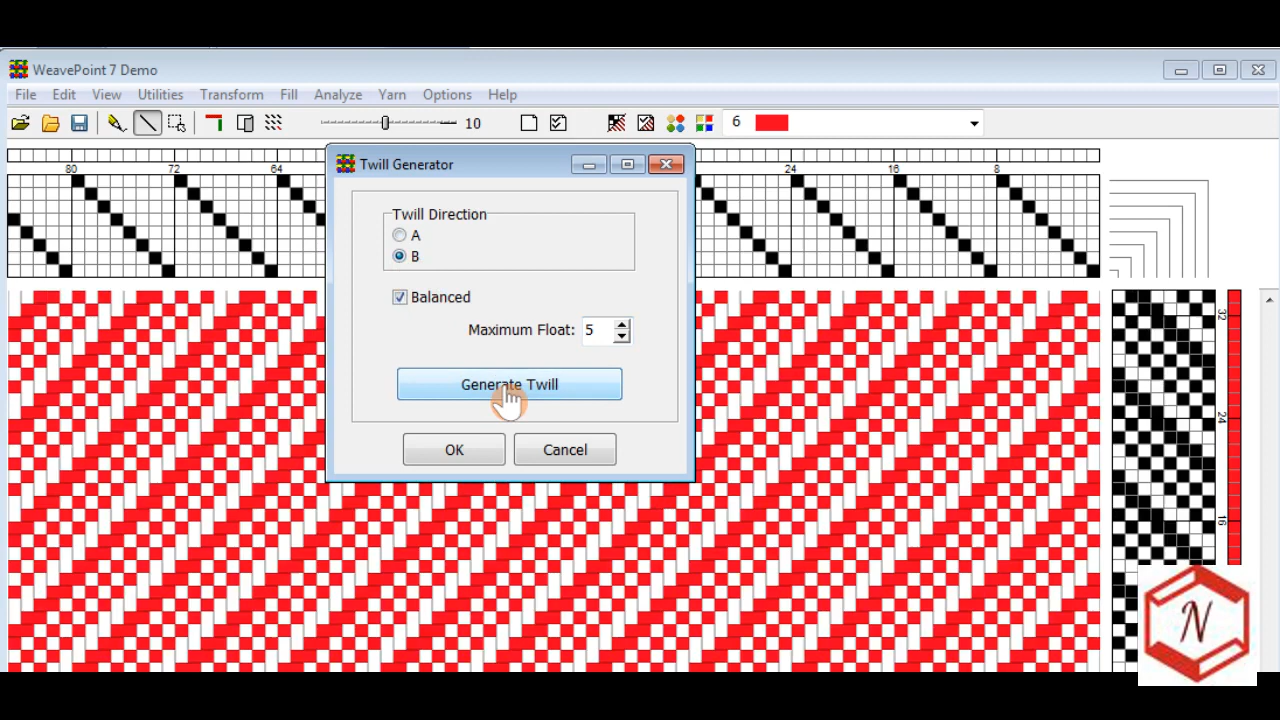 WeavePoint 7 Demo
File Edit View Utilities Transform Fill Analyze Yarn Options Help
10 6
80 72 64 24 16 8
Twill Generator
Twill Direction
A
B
Balanced
Maximum Float: 5
Generate Twill
OK Cancel
32
24
16
N